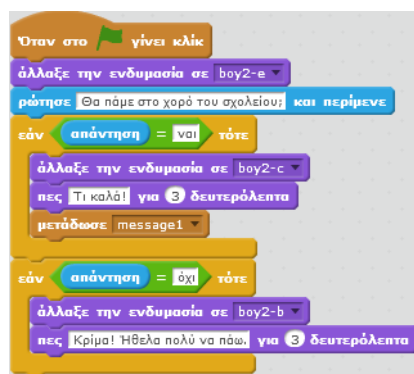 Όταν στο γίνει κλικ
άλλαξε την ενδυμασία σε boy2-e
ρώτησε Θα πάμε στο χορό του σχολείου; και περίμενε
εάν απάντηση = ναι τότε
άλλαξε την ενδυμασία σε boy2-c
πες Τι καλά! για 3 δευτερόλεπτα
μετάδωσε message1
εάν απάντηση = όχι τότε
άλλαξε την ενδυμασία σε boy2-b
πες Κρίμα! Ήθελα πολύ να πάω. για 3 δευτερόλεπτα